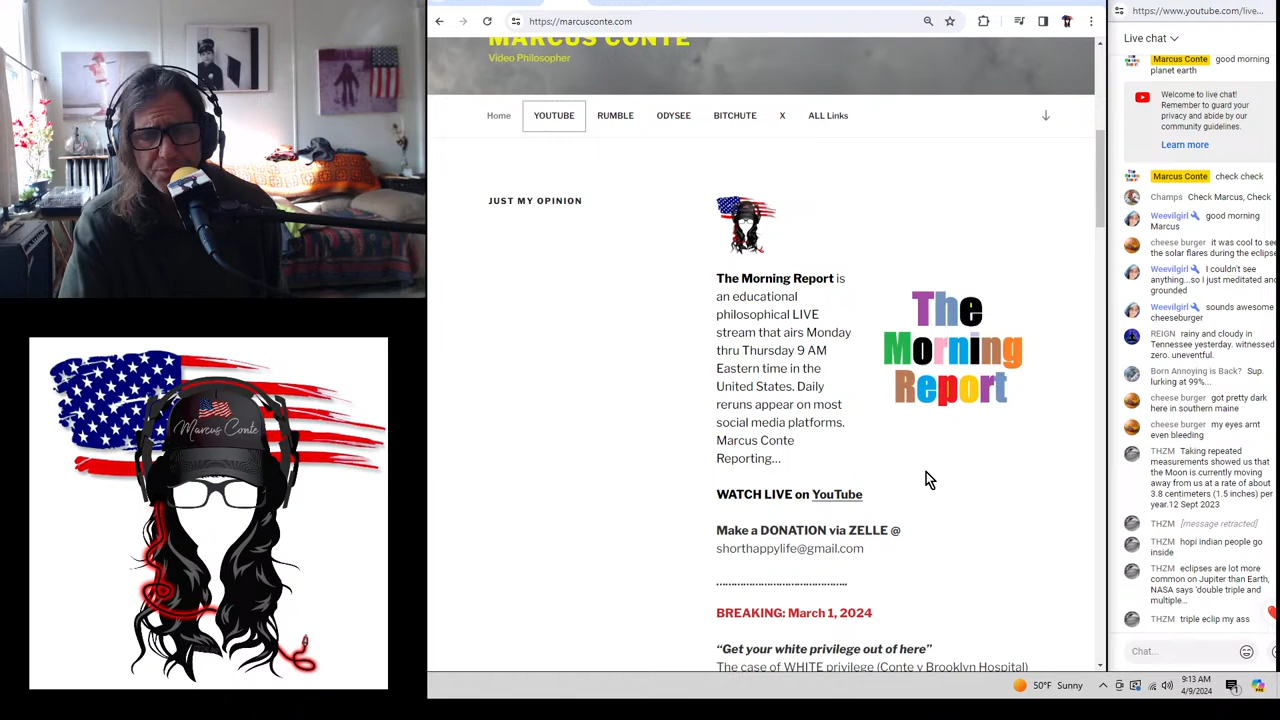 https://marcusconte.com
MARCUS CONTE
Video Philosopher
Home
YOUTUBE
RUMBLE
ODYSEE
BITCHUTE
X
ALL Links
JUST MY OPINION
The Morning Report is
an educational
philosophical LIVE
stream that airs Monday
thru Thursday 9 AM
Eastern time in the
United States. Daily
reruns appear on most
social media platforms.
Marcus Conte
Reporting...
The
Morning
Report
WATCH LIVE on YouTube
Make a DONATION via ZELLE @
shorthappylife@gmail.com
BREAKING: March 1, 2024
“Get your white privilege out of here”
The case of WHITE privilege (Conte v Brooklyn Hospital)
Marcus Conte
https://www.youtube.com/live...
Live chat
Marcus Conte good morning
planet earth
Welcome to live chat!
Remember to guard your
privacy and abide by our
community guidelines.
Learn more
Marcus Conte check check
Champs Check Marcus, Check
Weevilgirl good morning
Marcus
cheese burger it was cool to see
the solar flares during the eclipse
Weevilgirl I couldn't see
anything...so I just meditated and
grounded
Weevilgirl sounds awesome
cheeseburger
REIGN rainy and cloudy in
Tennessee yesterday. witnessed
zero. uneventful.
Born Annoying is Back? Sup.
lurking at 99%...
cheese burger got pretty dark
here in southern maine
cheese burger my eyes arnt
even bleeding
THZM Taking repeated
measurements showed us that
the Moon is currently moving
away from us at a rate of about
3.8 centimeters (1.5 inches) per
year.12 Sept 2023
THZM [message retracted]
THZM hopi indian people go
inside
THZM eclipses are lot more
common on Jupiter than Earth,
NASA says 'double triple and
multiple...
THZM triple eclip my ass
Chat...
50°F Sunny
9:13 AM
4/9/2024